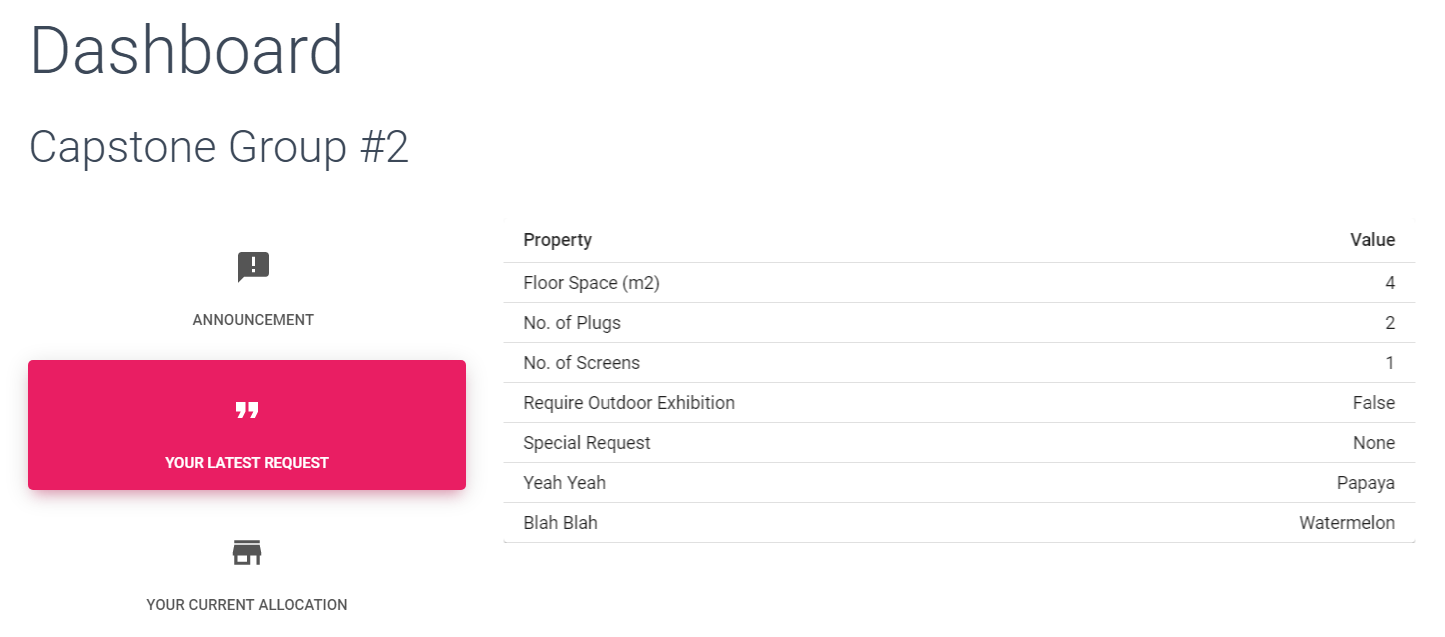 Dashboard
Capstone Group #2
ANNOUNCEMENT
YOUR LATEST REQUEST
YOUR CURRENT ALLOCATION
Property Value
Floor Space (m2) 4
No. of Plugs 2
No. of Screens 1
Require Outdoor Exhibition False
Special Request None
Yeah Yeah Papaya
Blah Blah Watermelon